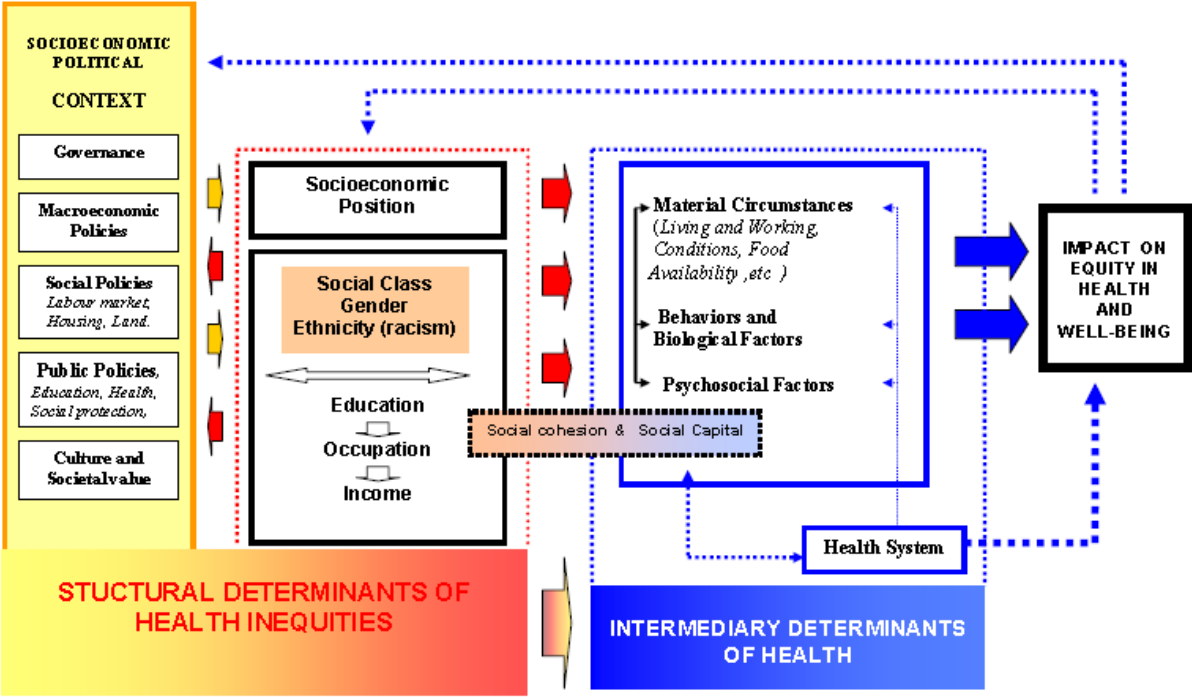 SOCIOECONOMIC
POLITICAL
CONTEXT
Governance
Macroeconomic
Policies
Social Policies
Labour market,
Housing, Land.
Public Policies,
Education, Health,
Social protection,
Culture and
Societal value
Socioeconomic
Position
Social Class
Gender
Ethnicity (racism)
Education
Occupation
Income
Social cohesion & Social Capital
Material Circumstances
(Living and Working,
Conditions, Food
Availability ,etc )
Behaviors and
Biological Factors
Psychosocial Factors
Health System
IMPACT ON
EQUITY IN
HEALTH
AND
WELL-BEING
STUCTURAL DETERMINANTS OF
HEALTH INEQUITIES
INTERMEDIARY DETERMINANTS
OF HEALTH